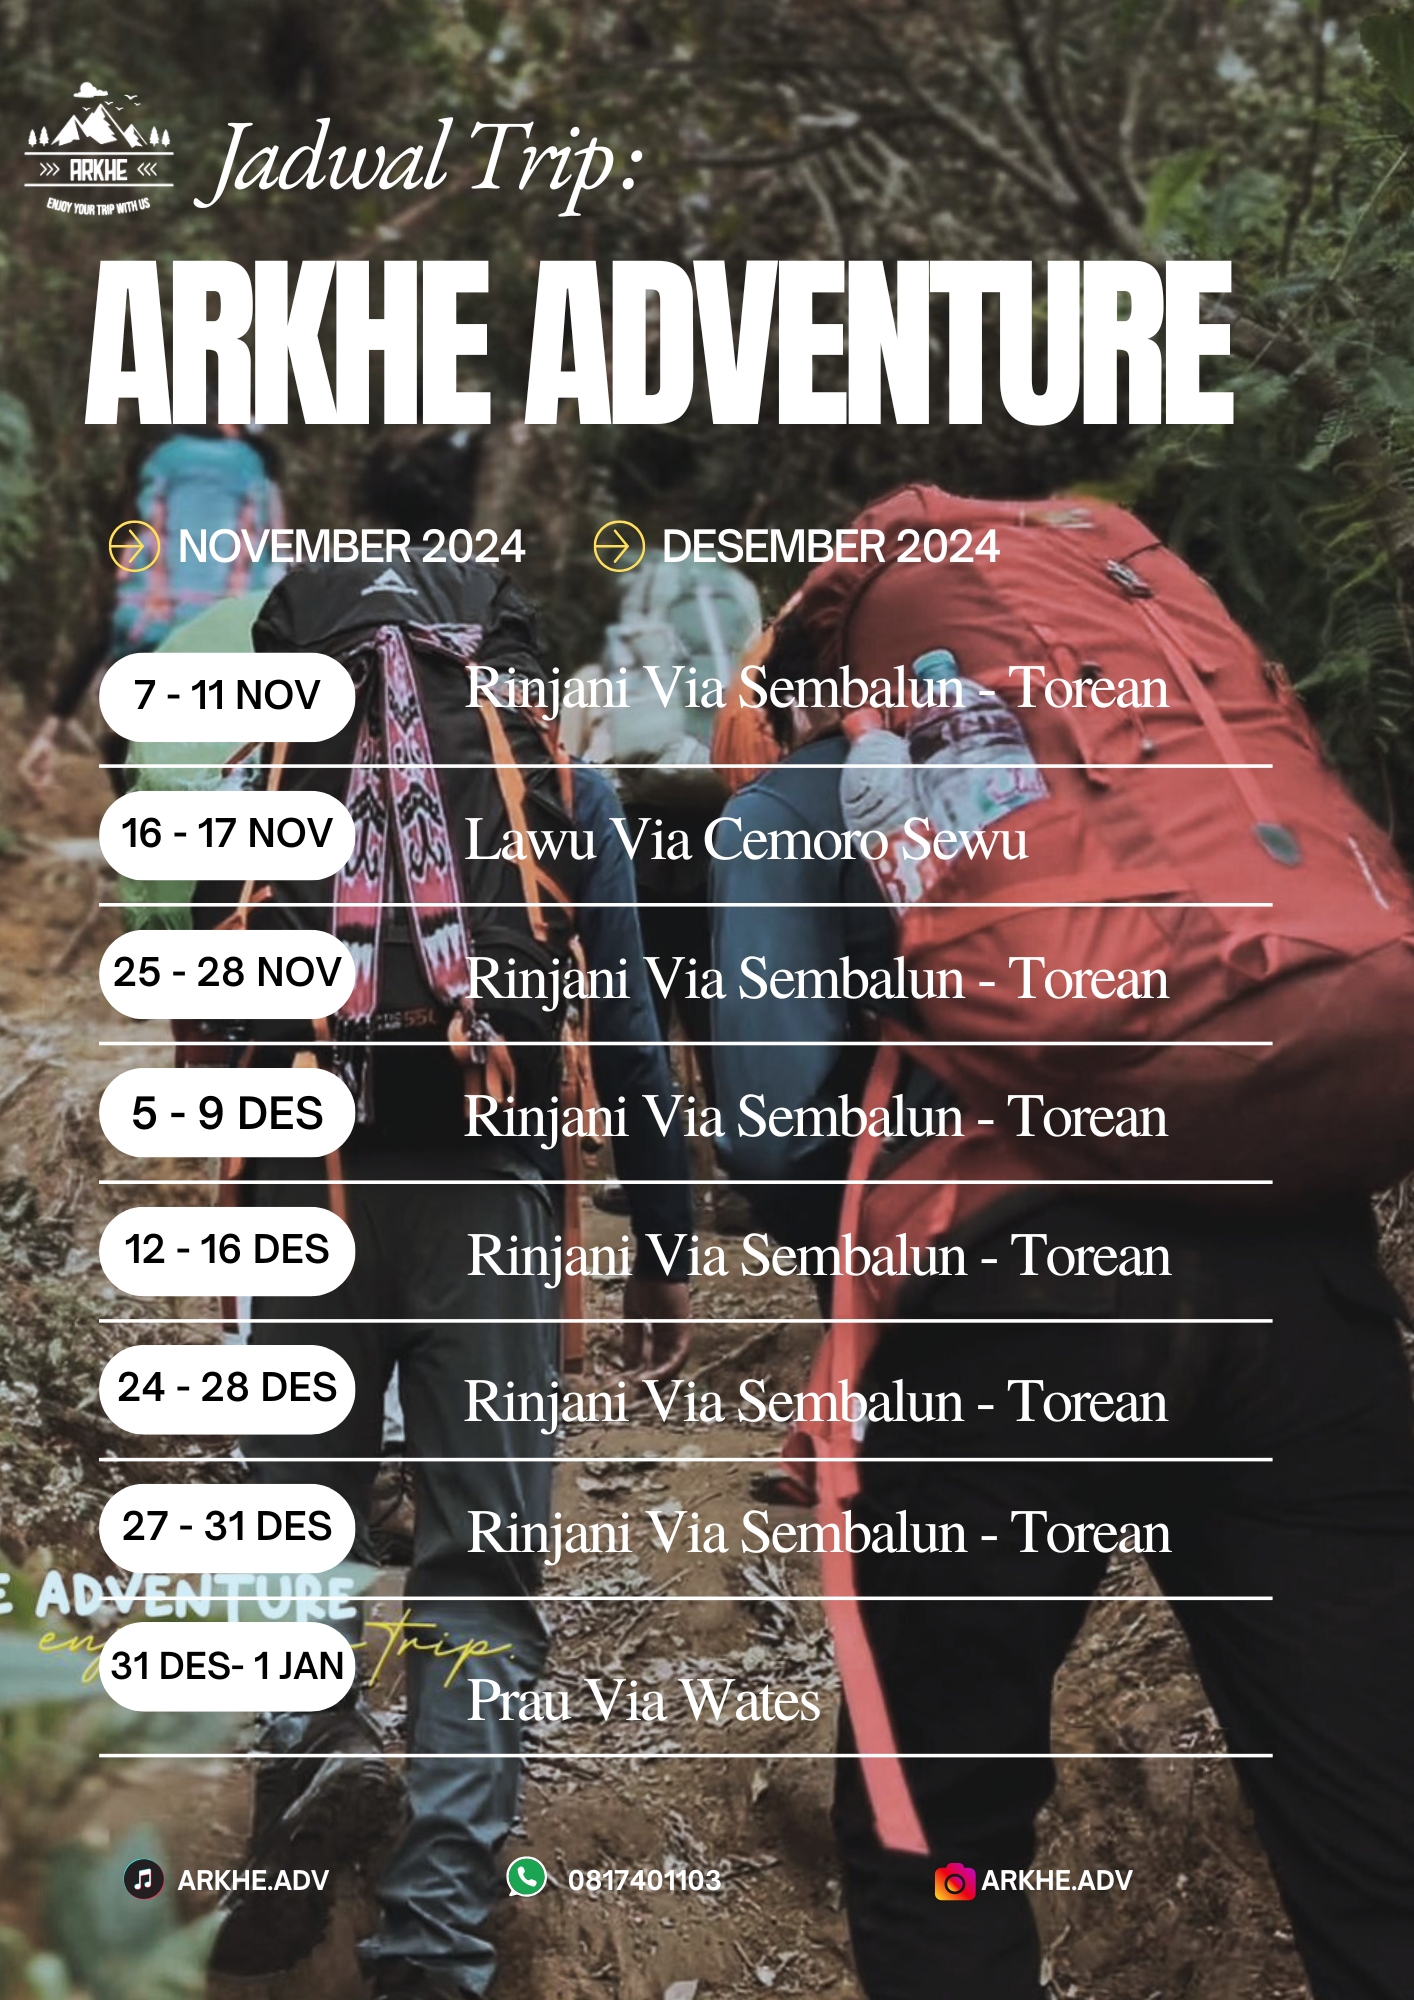 ARKHE
ENJOY YOUR TRIP WITH US
Jadwal Trip:
ARKHE ADVENTURE
NOVEMBER 2024 DESEMBER 2024
7 - 11 NOV Rinjani Via Sembalun - Torean
16 - 17 NOV Lawu Via Cemoro Sewu
25 - 28 NOV Rinjani Via Sembalun - Torean
55L
5 - 9 DES Rinjani Via Sembalun - Torean
12 - 16 DES Rinjani Via Sembalun - Torean
24 - 28 DES Rinjani Via Sembalun - Torean
27 - 31 DES Rinjani Via Sembalun - Torean
E ADVENTURE
trip.
31 DES- 1 JAN Prau Via Wates
ARKHE.ADV 0817401103 ARKHE.ADV